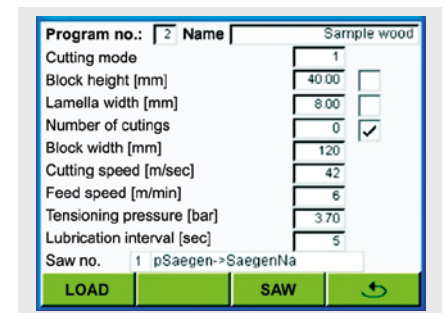 Program no.: 2 Name Sample wood
Cutting mode 1
Block height [mm] 40.00
Lamella width [mm] 8.00
Number of cutings 0
Block width [mm] 120
Cutting speed [m/sec] 42
Feed speed [m/min] 6
Tensioning pressure [bar] 3.70
Lubrication interval [sec] 5
Saw no. 1 pSaegen->SaegenNa
LOAD SAW